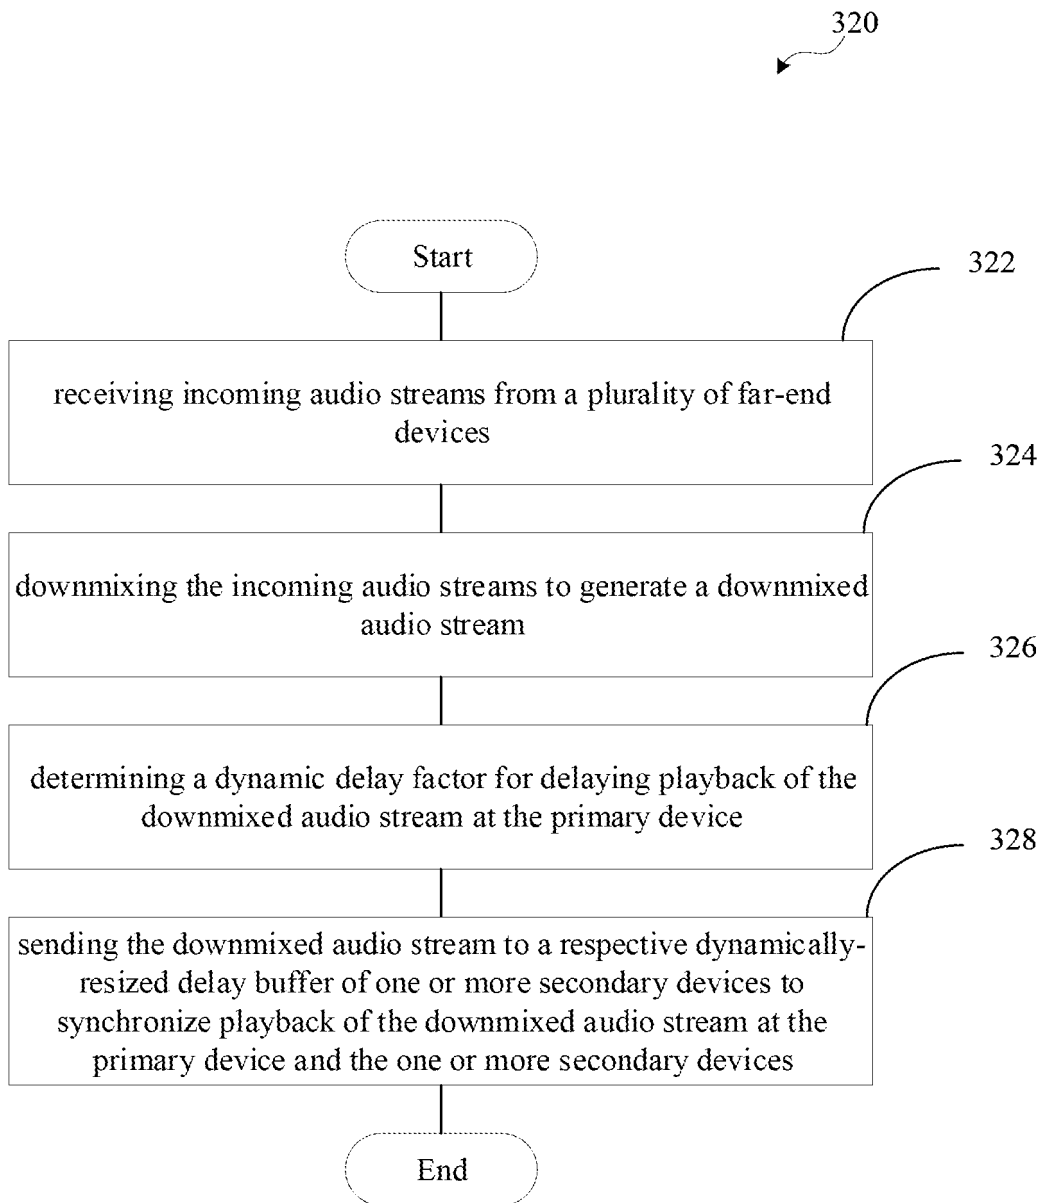 320
Start
322
receiving incoming audio streams from a plurality of far-end
devices
324
downmixing the incoming audio streams to generate a downmixed
audio stream
326
determining a dynamic delay factor for delaying playback of the
downmixed audio stream at the primary device
328
sending the downmixed audio stream to a respective dynamically-
resized delay buffer of one or more secondary devices to
synchronize playback of the downmixed audio stream at the
primary device and the one or more secondary devices
End